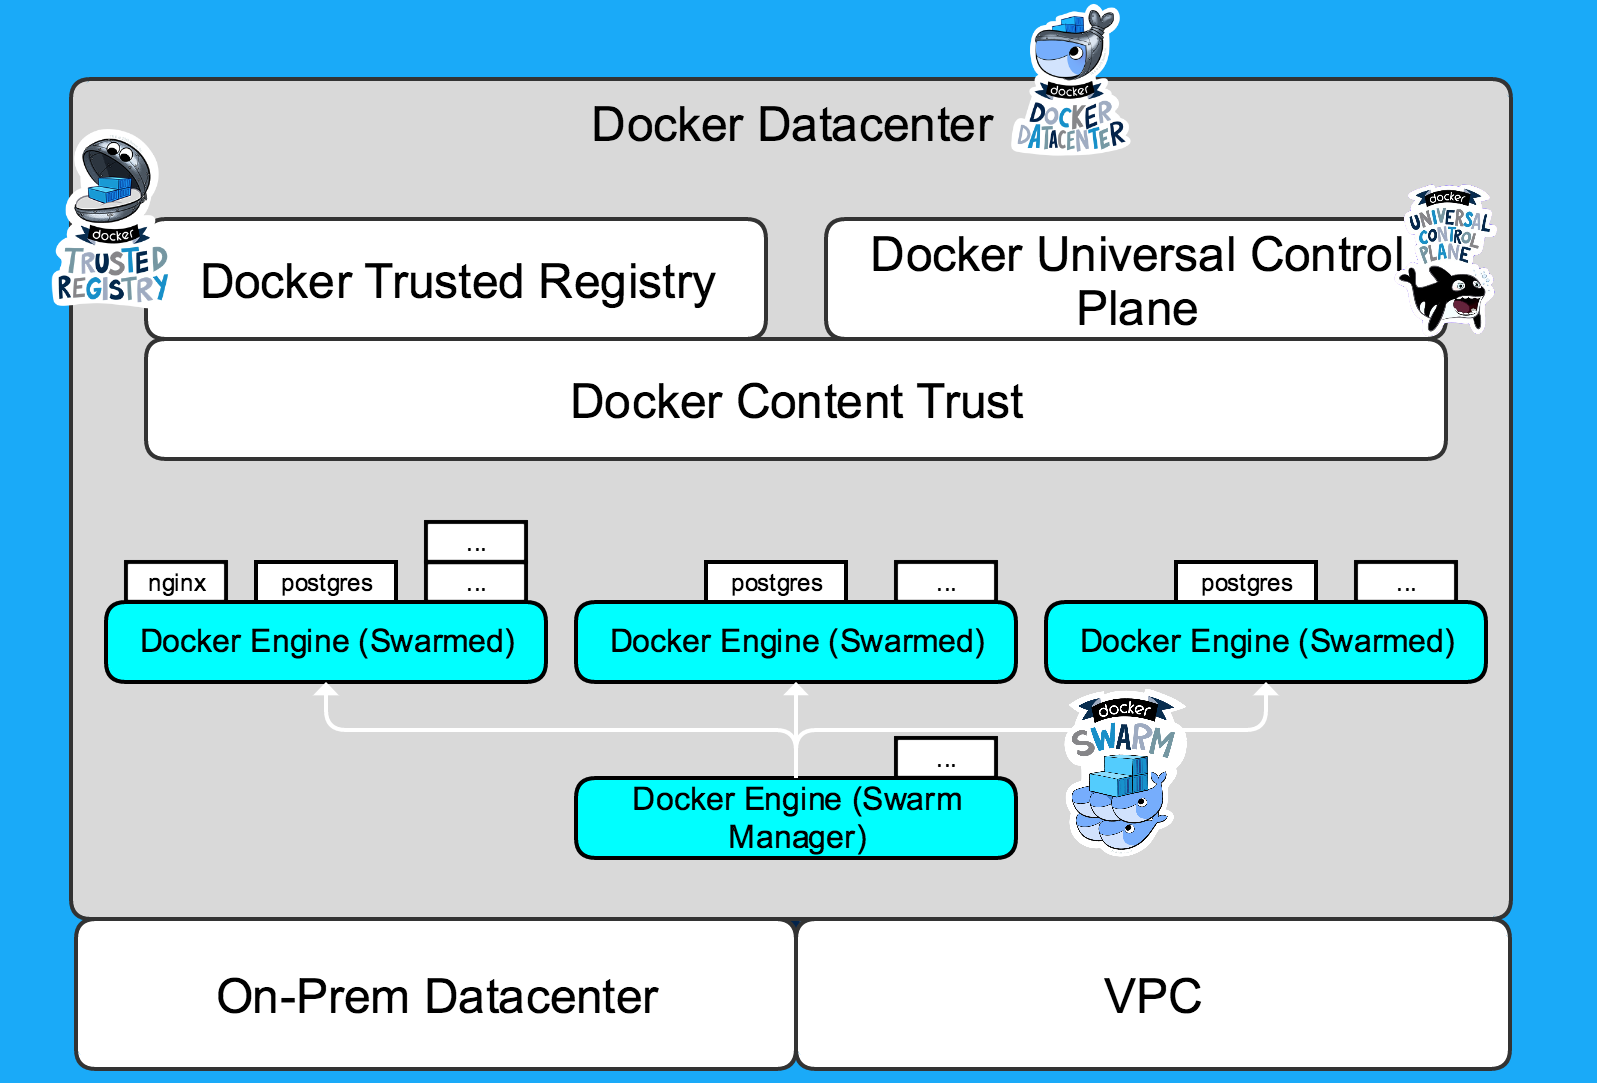 Docker Datacenter
docker
DOCKER
DATACENTER
docker
TRUSTED
REGISTRY
Docker Trusted Registry
Docker Universal Control
Plane
docker
UNIVERSAL
CONTROL
PLANE
Docker Content Trust
...
nginx
postgres
...
postgres
...
postgres
...
Docker Engine (Swarmed)
Docker Engine (Swarmed)
Docker Engine (Swarmed)
docker
SWARM
...
Docker Engine (Swarm
Manager)
On-Prem Datacenter
VPC